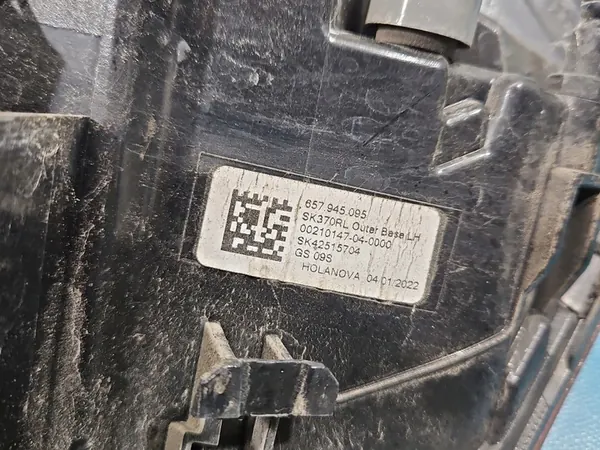 657.945.095
SK370RL Outer Base LH
00210147-04-0000
SK42515704
GS 09S
HOLANOVA 04.01.2022